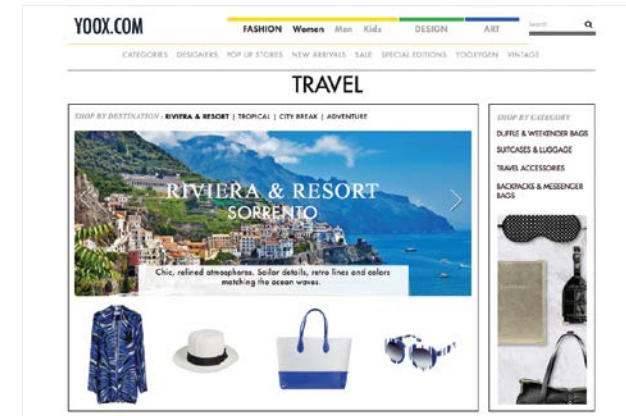 YOOX.COM
FASHION Women Men Kids DESIGN ART
Search
CATEGORIES DESIGNERS POP UP STORES NEW ARRIVALS SALE SPECIAL EDITIONS YOOXYGEN VINTAGE
TRAVEL
SHOP BY DESTINATION : RIVIERA & RESORT | TROPICAL | CITY BREAK | ADVENTURE
RIVIERA & RESORT
SORRENTO
Chic, refined atmospheres. Sailor details, retro lines and colors
matching the ocean waves.
SHOP BY CATEGORY
DUFFLE & WEEKENDER BAGS
SUITCASES & LUGGAGE
TRAVEL ACCESSORIES
BACKPACKS & MESSENGER
BAGS